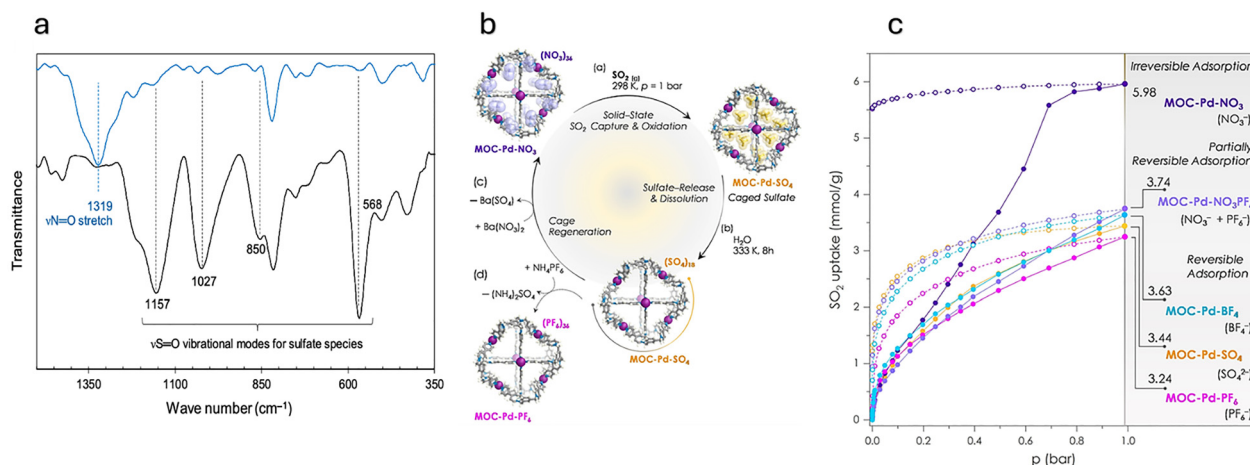 a
Transmittance
1319
νN=O stretch
1157
1027
850
568
νS=O vibrational modes for sulfate species
1350
1100
850
600
350
Wave number (cm⁻¹)
b
(NO₃)₃₆
MOC-Pd-NO₃
(a)
SO₂ (g)
298 K, p = 1 bar
Solid–State
SO₂ Capture & Oxidation
MOC-Pd-SO₄
Caged Sulfate
Sulfate–Release
& Dissolution
(b)
H₂O
333 K, 8h
(c)
– Ba(SO₄)
+ Ba(NO₃)₂
Cage
Regeneration
(d)
+ NH₄PF₆
– (NH₄)₂SO₄
(SO₄)₁₈
MOC-Pd-SO₄
(PF₆)₃₆
MOC-Pd-PF₆
c
SO₂ uptake (mmol/g)
6
5
4
3
2
1
0
0.0
0.2
0.4
0.6
0.8
1.0
p (bar)
Irreversible Adsorption
5.98
MOC-Pd-NO₃
(NO₃⁻)
Partially
Reversible Adsorption
3.74
MOC-Pd-NO₃PF₆
(NO₃⁻ + PF₆⁻)
Reversible
Adsorption
3.63
MOC-Pd-BF₄
(BF₄⁻)
3.44
MOC-Pd-SO₄
(SO₄²⁻)
3.24
MOC-Pd-PF₆
(PF₆⁻)